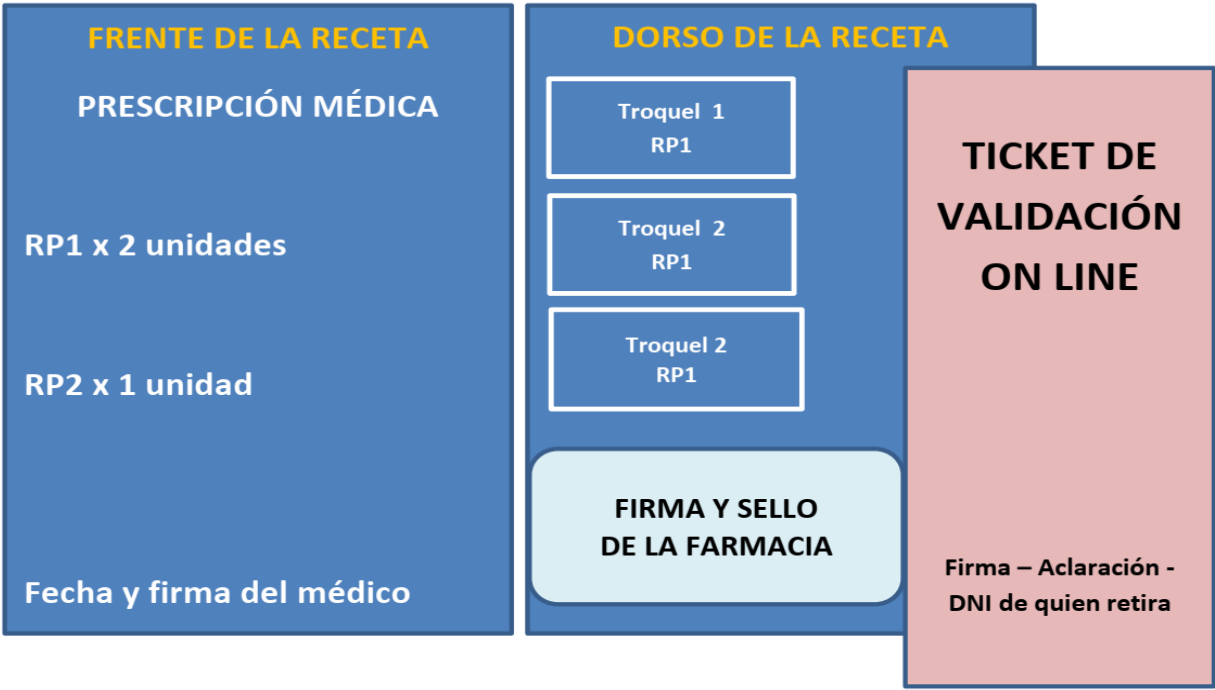 FRENTE DE LA RECETA
PRESCRIPCIÓN MÉDICA
RP1 x 2 unidades
RP2 x 1 unidad
Fecha y firma del médico
DORSO DE LA RECETA
Troquel 1
RP1
Troquel 2
RP1
Troquel 2
RP1
FIRMA Y SELLO
DE LA FARMACIA
TICKET DE
VALIDACIÓN
ON LINE
Firma – Aclaración -
DNI de quien retira